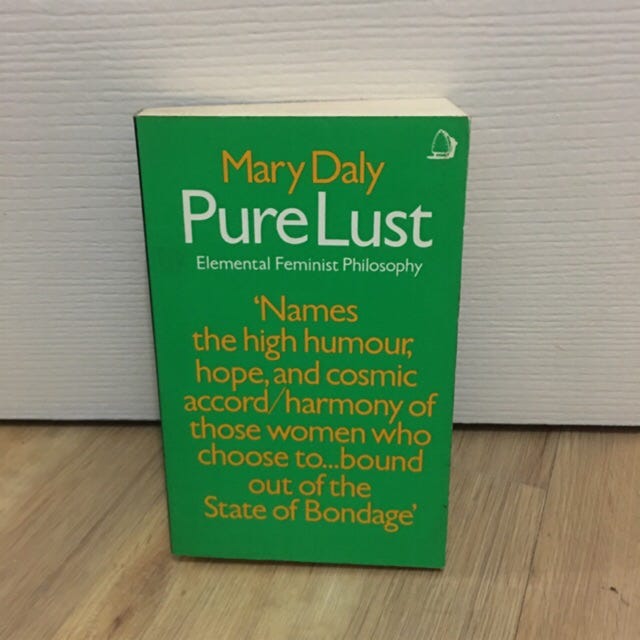 Mary Daly
Pure Lust
Elemental Feminist Philosophy
‘Names
the high humour,
hope, and cosmic
accord/harmony of
those women who
choose to...bound
out of the
State of Bondage’